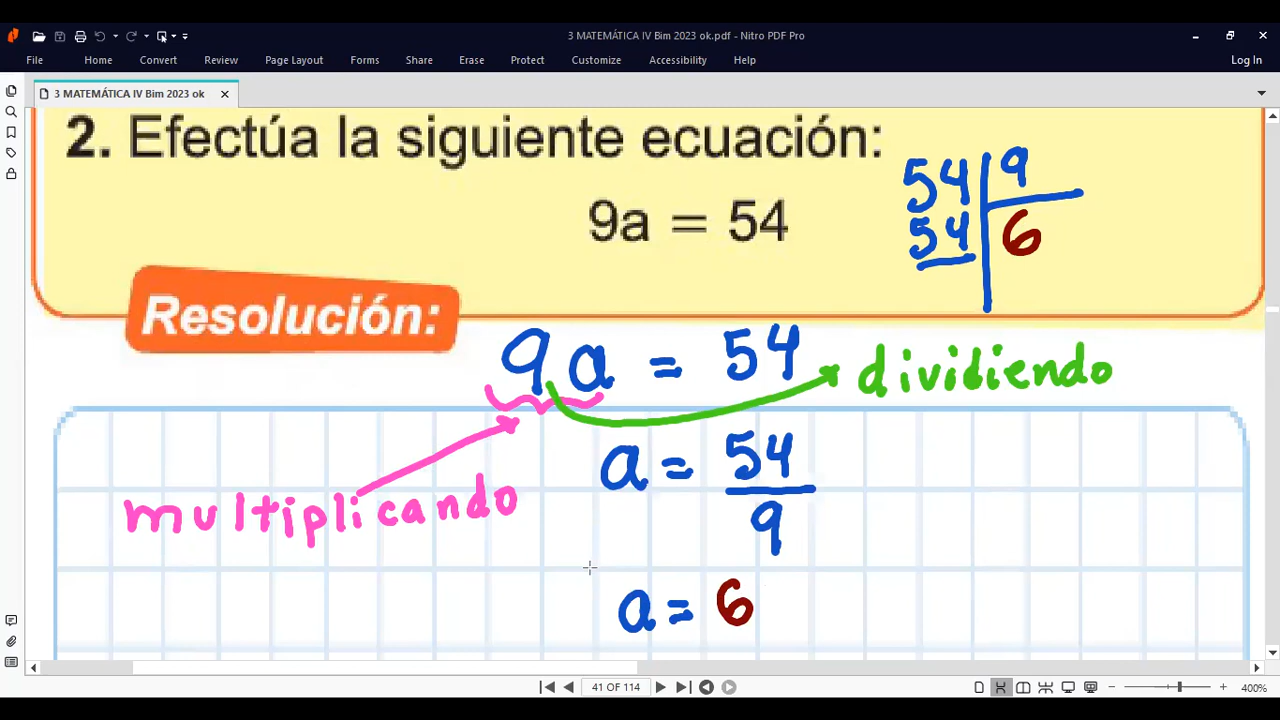 3 MATEMÁTICA IV Bim 2023 ok.pdf - Nitro PDF Pro
File Home Convert Review Page Layout Forms Share Erase Protect Customize Accessibility Help Log In
3 MATEMÁTICA IV Bim 2023 ok
2. Efectúa la siguiente ecuación:
9a = 54
54 9
54 6
Resolución:
9a = 54 dividiendo
a = 54
9
multiplicando
a = 6
41 OF 114
400%